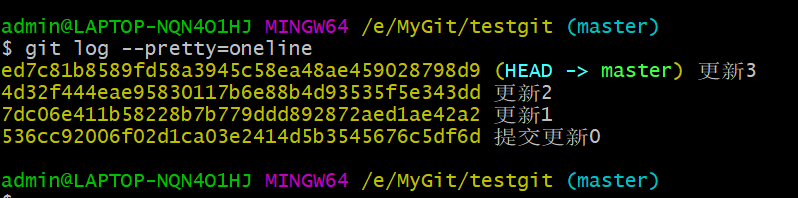 admin@LAPTOP-NQN4O1HJ MINGW64 /e/MyGit/testgit (master)
$ git log --pretty=oneline
ed7c81b8589fd58a3945c58ea48ae459028798d9 (HEAD -> master) 更新3
4d32f444eae95830117b6e88b4d93535f5e343dd 更新2
7dc06e411b58228b7b779ddd892872aed1ae42a2 更新1
536cc92006f02d1ca03e2414d5b3545676c5df6d 提交更新0
admin@LAPTOP-NQN4O1HJ MINGW64 /e/MyGit/testgit (master)
$